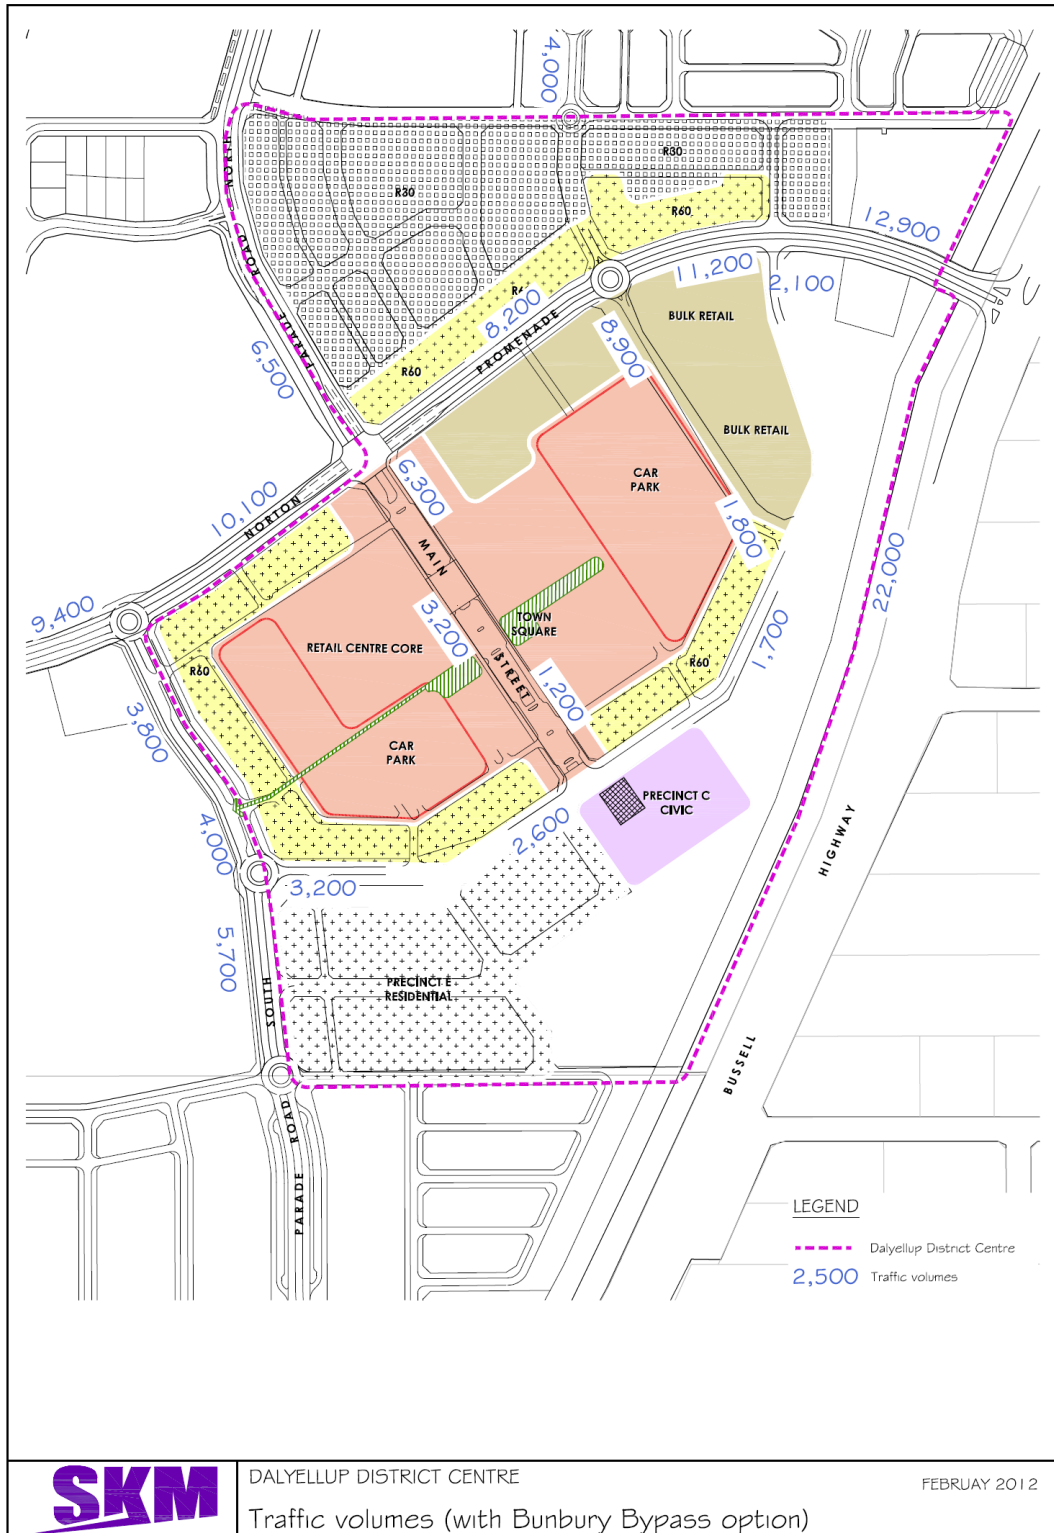 4,000
NORTH
R30
R30
R60
12,900
ROAD
11,200
2,100
PARADE
R
8,200
BULK RETAIL
PROMENADE
8,900
6,500
R60
BULK RETAIL
CAR
PARK
6,300
10,100
NORTON
1,800
MAIN
22,000
9,400
3,200
TOWN
SQUARE
RETAIL CENTRE CORE
1,700
R60
R60
STREET
1,200
3,800
CAR
PARK
PRECINCT C
CIVIC
4,000
2,600
HIGHWAY
3,200
5,700
PRECINCT E
RESIDENTIAL
SOUTH
BUSSELL
ROAD
PARADE
LEGEND
Dalyellup District Centre
2,500 Traffic volumes
SKM
DALYELLUP DISTRICT CENTRE
FEBRUAY 2012
Traffic volumes (with Bunbury Bypass option)